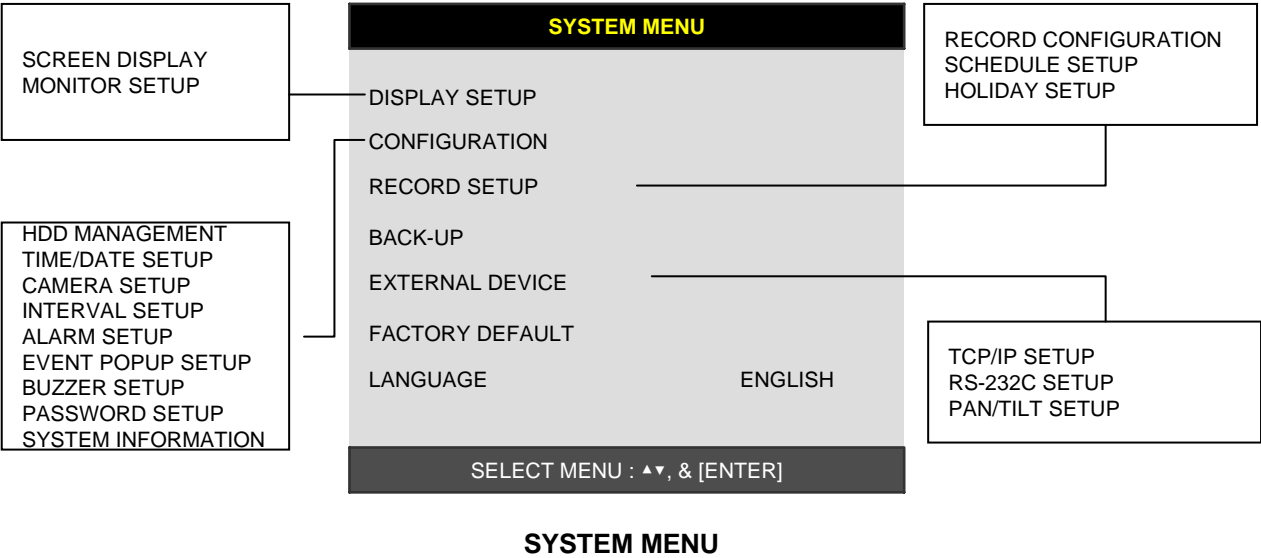 SCREEN DISPLAY
MONITOR SETUP
HDD MANAGEMENT
TIME/DATE SETUP
CAMERA SETUP
INTERVAL SETUP
ALARM SETUP
EVENT POPUP SETUP
BUZZER SETUP
PASSWORD SETUP
SYSTEM INFORMATION
SYSTEM MENU
DISPLAY SETUP
CONFIGURATION
RECORD SETUP
BACK-UP
EXTERNAL DEVICE
FACTORY DEFAULT
LANGUAGE ENGLISH
SELECT MENU : ▲▼, & [ENTER]
RECORD CONFIGURATION
SCHEDULE SETUP
HOLIDAY SETUP
TCP/IP SETUP
RS-232C SETUP
PAN/TILT SETUP
SYSTEM MENU